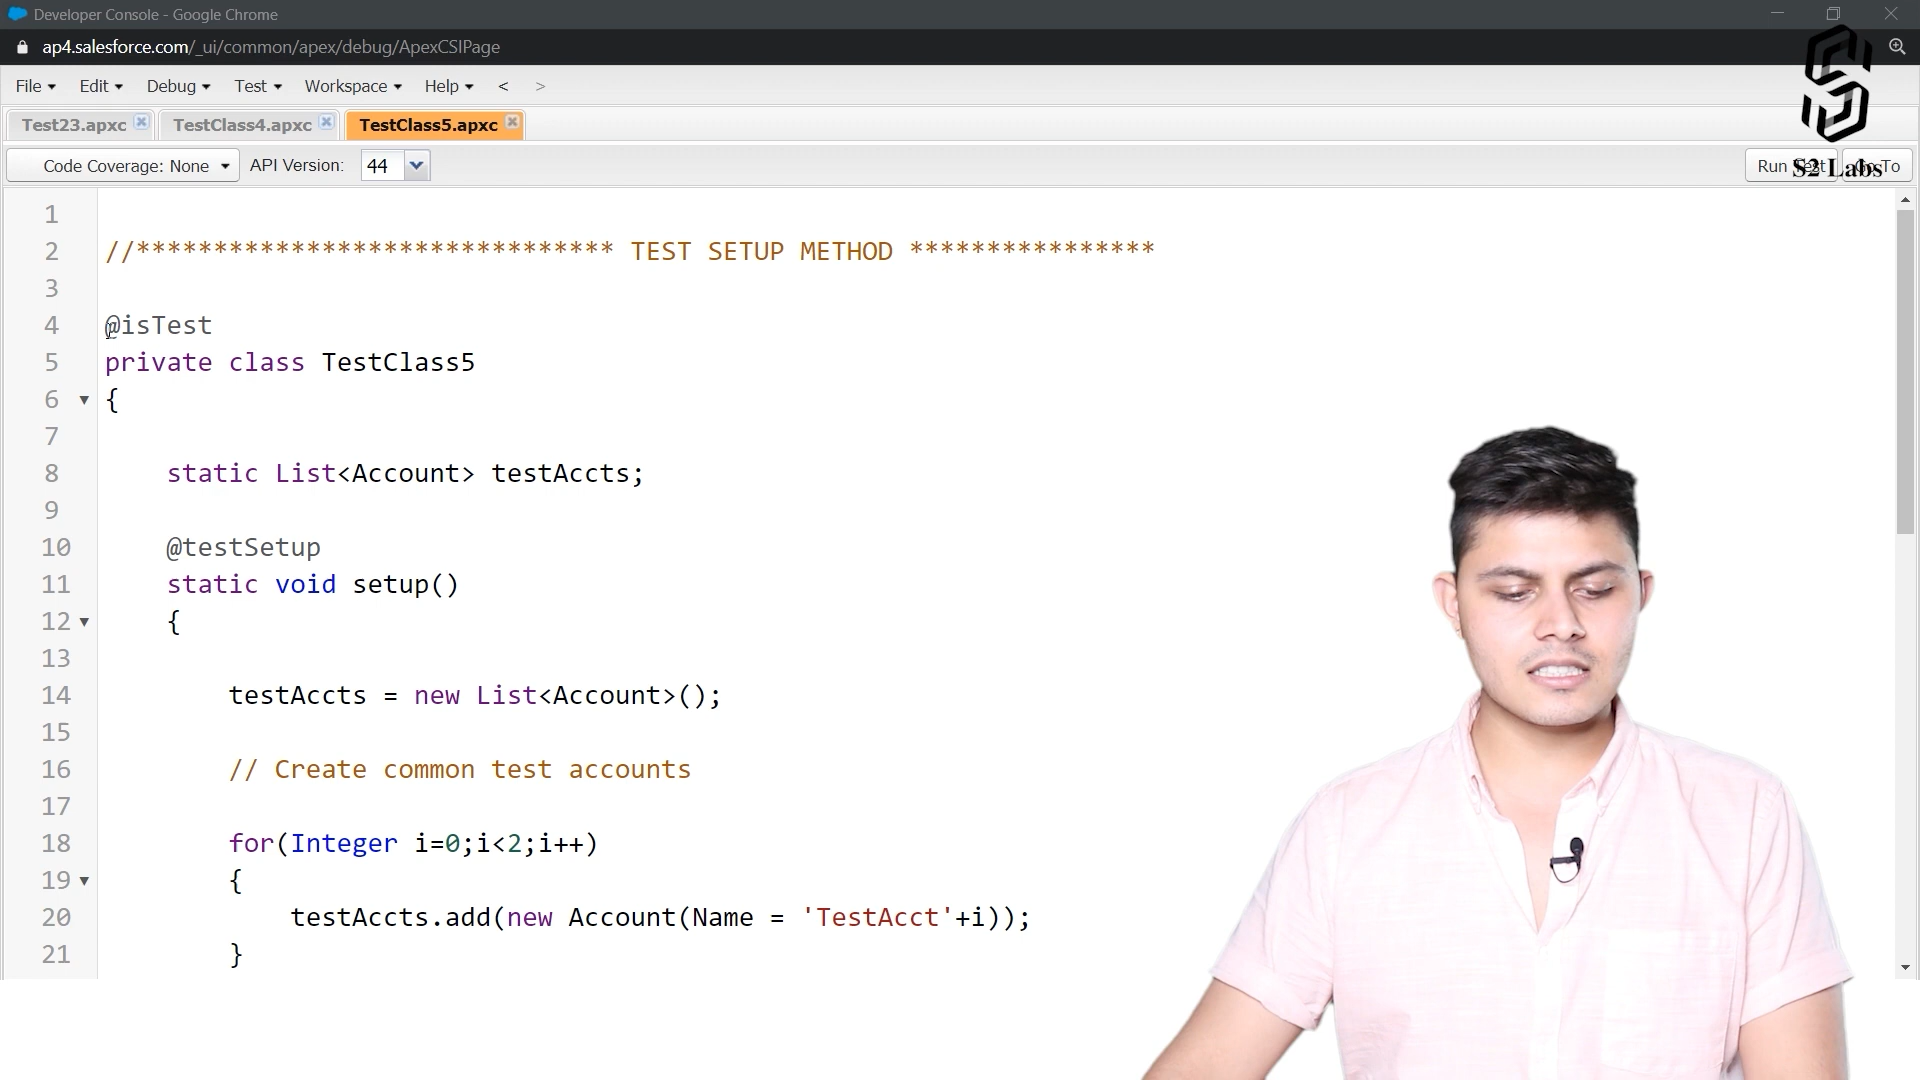 Developer Console - Google Chrome
ap4.salesforce.com/_ui/common/apex/debug/ApexCSIPage
File Edit Debug Test Workspace Help < >
Test23.apxc TestClass4.apxc TestClass5.apxc
Code Coverage: None API Version: 44 Run Test Go To
S2 Labs
1
2 //******************************* TEST SETUP METHOD ****************
3
4 @isTest
5 private class TestClass5
6 {
7
8 static List<Account> testAccts;
9
10 @testSetup
11 static void setup()
12 {
13
14 testAccts = new List<Account>();
15
16 // Create common test accounts
17
18 for(Integer i=0;i<2;i++)
19 {
20 testAccts.add(new Account(Name = 'TestAcct'+i));
21 }